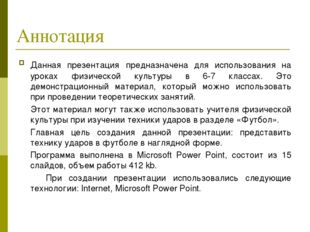 Аннотация
Данная презентация предназначена для использования на
уроках физической культуры в 6-7 классах. Это
демонстрационный материал, который можно использовать
при проведении теоретических занятий.
Этот материал могут также использовать учителя физической
культуры при изучении техники ударов в разделе «Футбол».
Главная цель создания данной презентации: представить
технику ударов в футболе в наглядной форме.
Программа выполнена в Microsoft Power Point, состоит из 15
слайдов, объем работы 412 kb.
При создании презентации использовались следующие
технологии: Internet, Microsoft Power Point.